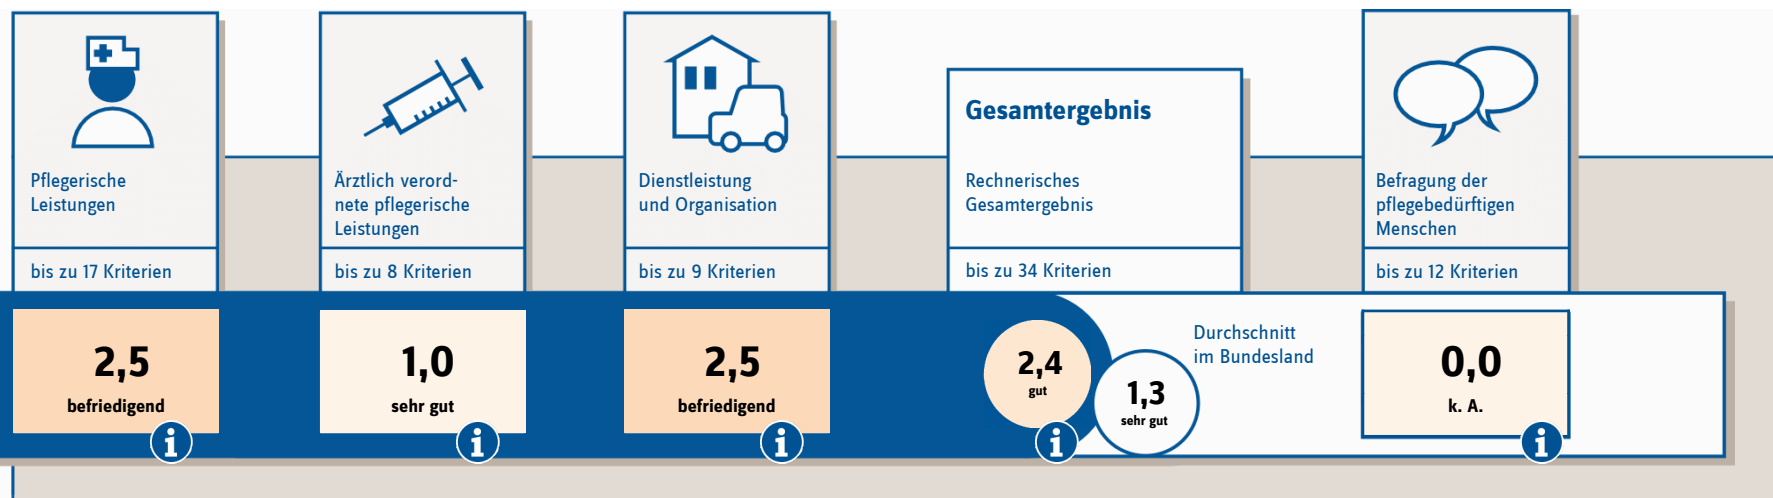 Pflegerische
Leistungen
bis zu 17 Kriterien
2,5
befriedigend
i
Ärztlich verord-
nete pflegerische
Leistungen
bis zu 8 Kriterien
1,0
sehr gut
i
Dienstleistung
und Organisation
bis zu 9 Kriterien
2,5
befriedigend
i
Gesamtergebnis
Rechnerisches
Gesamtergebnis
bis zu 34 Kriterien
2,4
gut
i
1,3
sehr gut
Durchschnitt
im Bundesland
Befragung der
pflegebedürftigen
Menschen
bis zu 12 Kriterien
0,0
k. A.
i